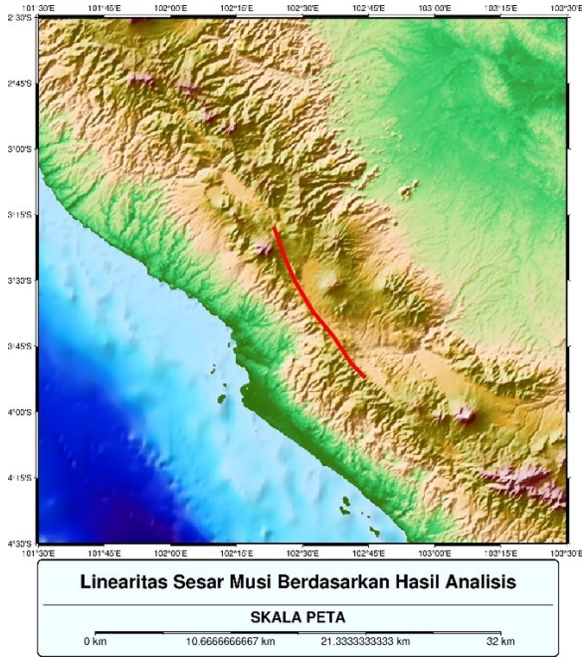 101°30'E 101°45'E 102°00'E 102°15'E 102°30'E 102°45'E 103°00'E 103°15'E 103°30'E
2°30'S
2°45'S
3°00'S
3°15'S
3°30'S
3°45'S
4°00'S
4°15'S
4°30'S
101°30'E 101°45'E 102°00'E 102°15'E 102°30'E 102°45'E 103°00'E 103°15'E 103°30'E
Linearitas Sesar Musi Berdasarkan Hasil Analisis
SKALA PETA
0 km 10.6666666667 km 21.3333333333 km 32 km